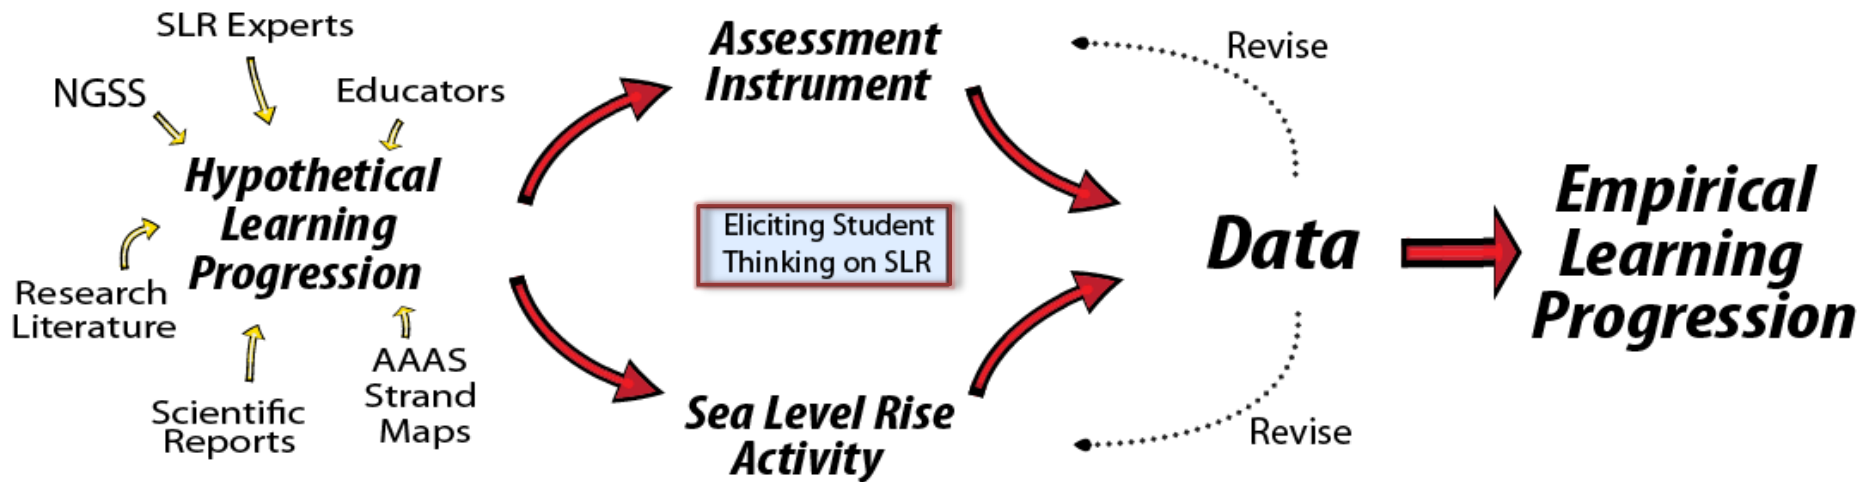 SLR Experts
NGSS
Educators
Hypothetical
Learning
Progression
Research
Literature
Scientific
Reports
AAAS
Strand
Maps
Assessment
Instrument
Eliciting Student
Thinking on SLR
Sea Level Rise
Activity
Revise
Data
Revise
Empirical
Learning
Progression